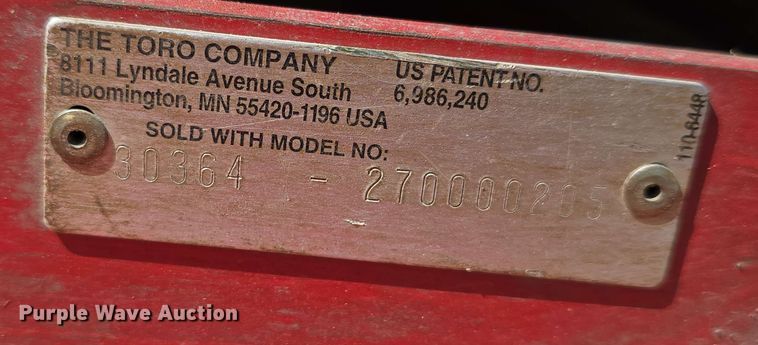 THE TORO COMPANY
8111 Lyndale Avenue South
Bloomington, MN 55420-1196 USA
US PATENT NO.
6,986,240
SOLD WITH MODEL NO:
30364 - 270000205
110-6448
Purple Wave Auction